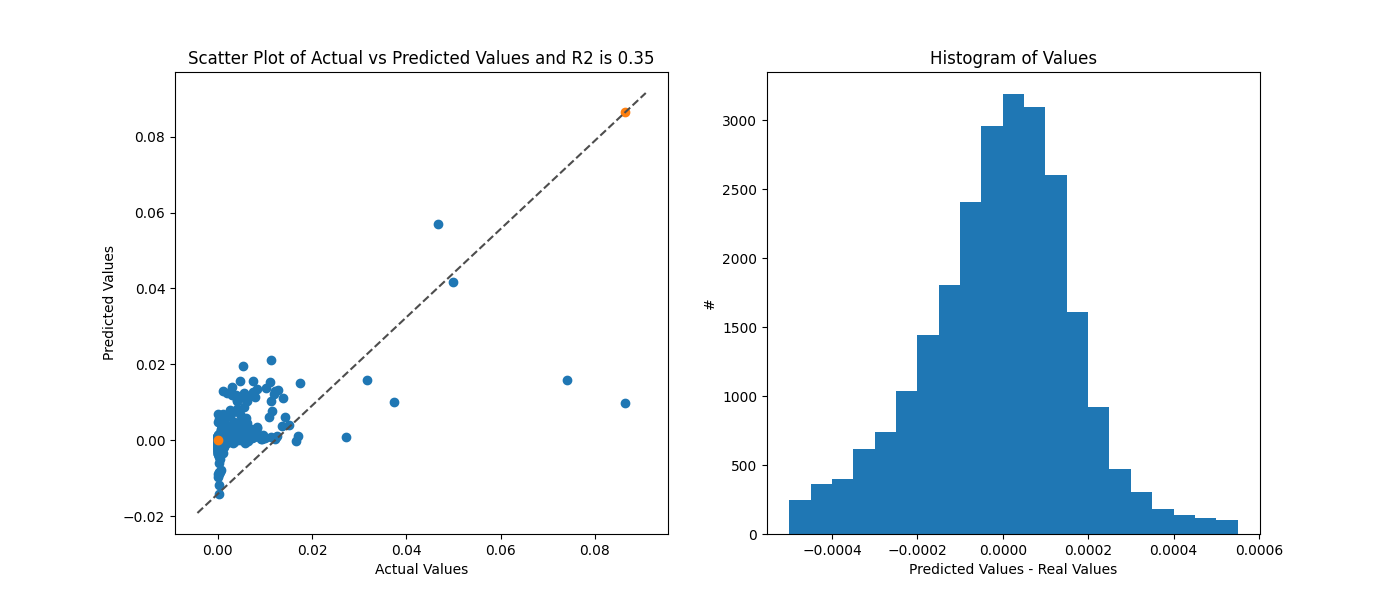 Scatter Plot of Actual vs Predicted Values and R2 is 0.35
Predicted Values
0.08
0.06
0.04
0.02
0.00
−0.02
0.00 0.02 0.04 0.06 0.08
Actual Values
Histogram of Values
#
3000
2500
2000
1500
1000
500
0
−0.0004 −0.0002 0.0000 0.0002 0.0004 0.0006
Predicted Values - Real Values